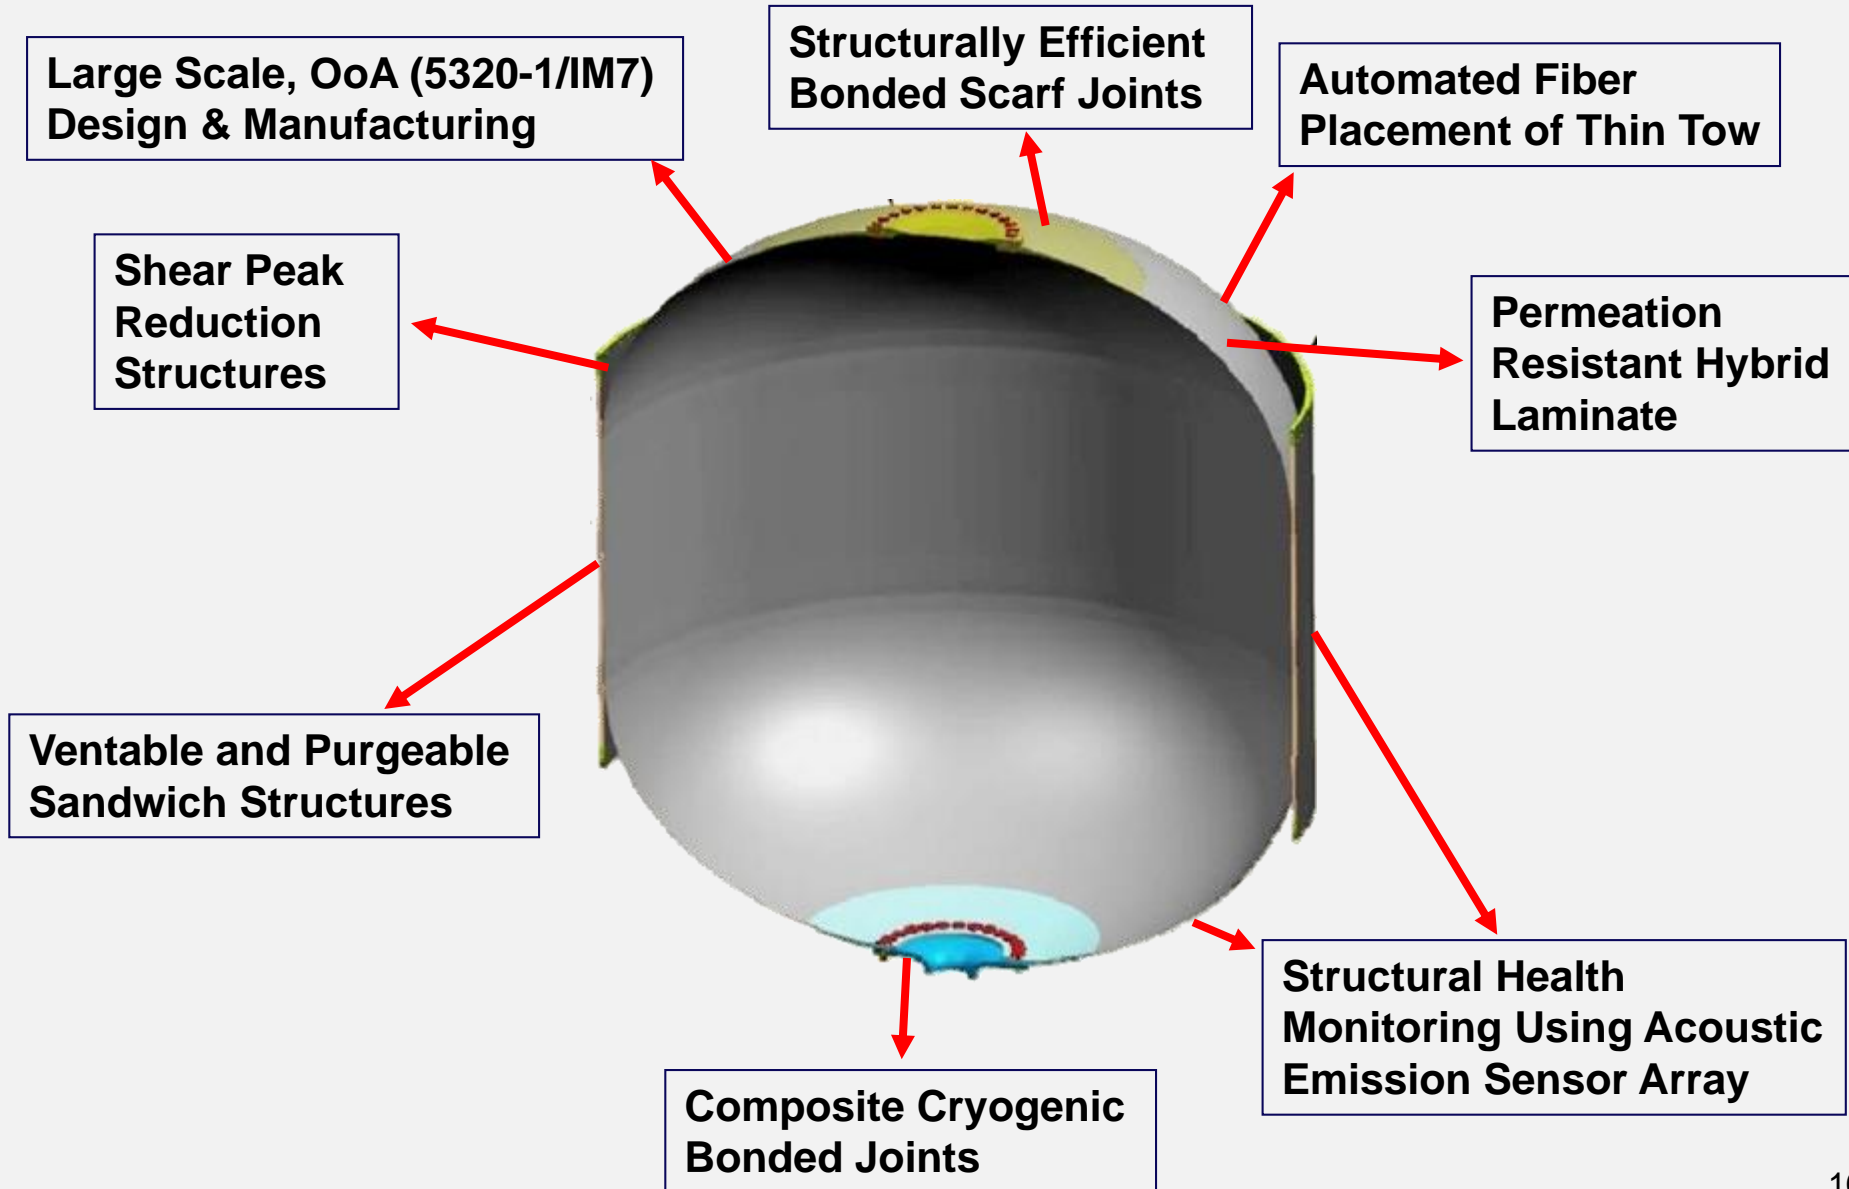 Large Scale, OoA (5320-1/IM7)
Design & Manufacturing
Structurally Efficient
Bonded Scarf Joints
Automated Fiber
Placement of Thin Tow
Shear Peak
Reduction
Structures
Permeation
Resistant Hybrid
Laminate
Ventable and Purgeable
Sandwich Structures
Structural Health
Monitoring Using Acoustic
Emission Sensor Array
Composite Cryogenic
Bonded Joints